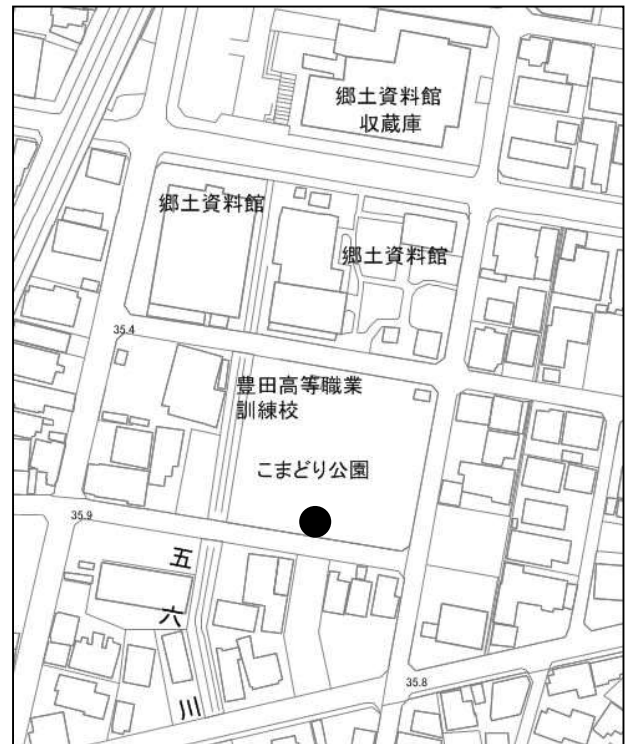 郷土資料館
収蔵庫
郷土資料館
郷土資料館
35.4
豊田高等職業
訓練校
こまどり公園
35.9
五六川
35.8